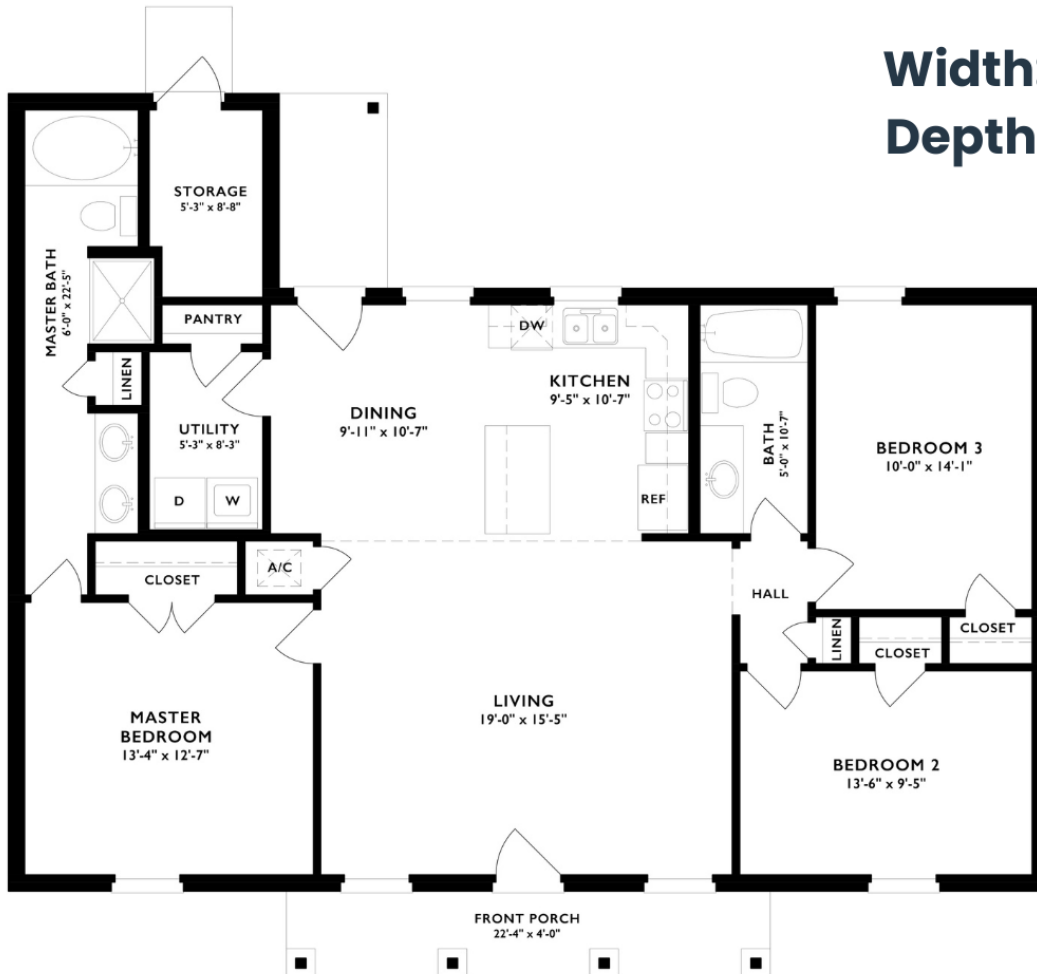 Width:
Depth
STORAGE
5'-3" x 8'-8"
MASTER BATH
6'-0" x 22'-5"
PANTRY
LINEN
UTILITY
5'-3" x 8'-3"
D
W
DINING
9'-11" x 10'-7"
DW
KITCHEN
9'-5" x 10'-7"
REF
BATH
5'-0" x 10'-7"
BEDROOM 3
10'-0" x 14'-1"
CLOSET
A/C
HALL
LINEN
CLOSET
CLOSET
MASTER
BEDROOM
13'-4" x 12'-7"
LIVING
19'-0" x 15'-5"
BEDROOM 2
13'-6" x 9'-5"
FRONT PORCH
22'-4" x 4'-0"